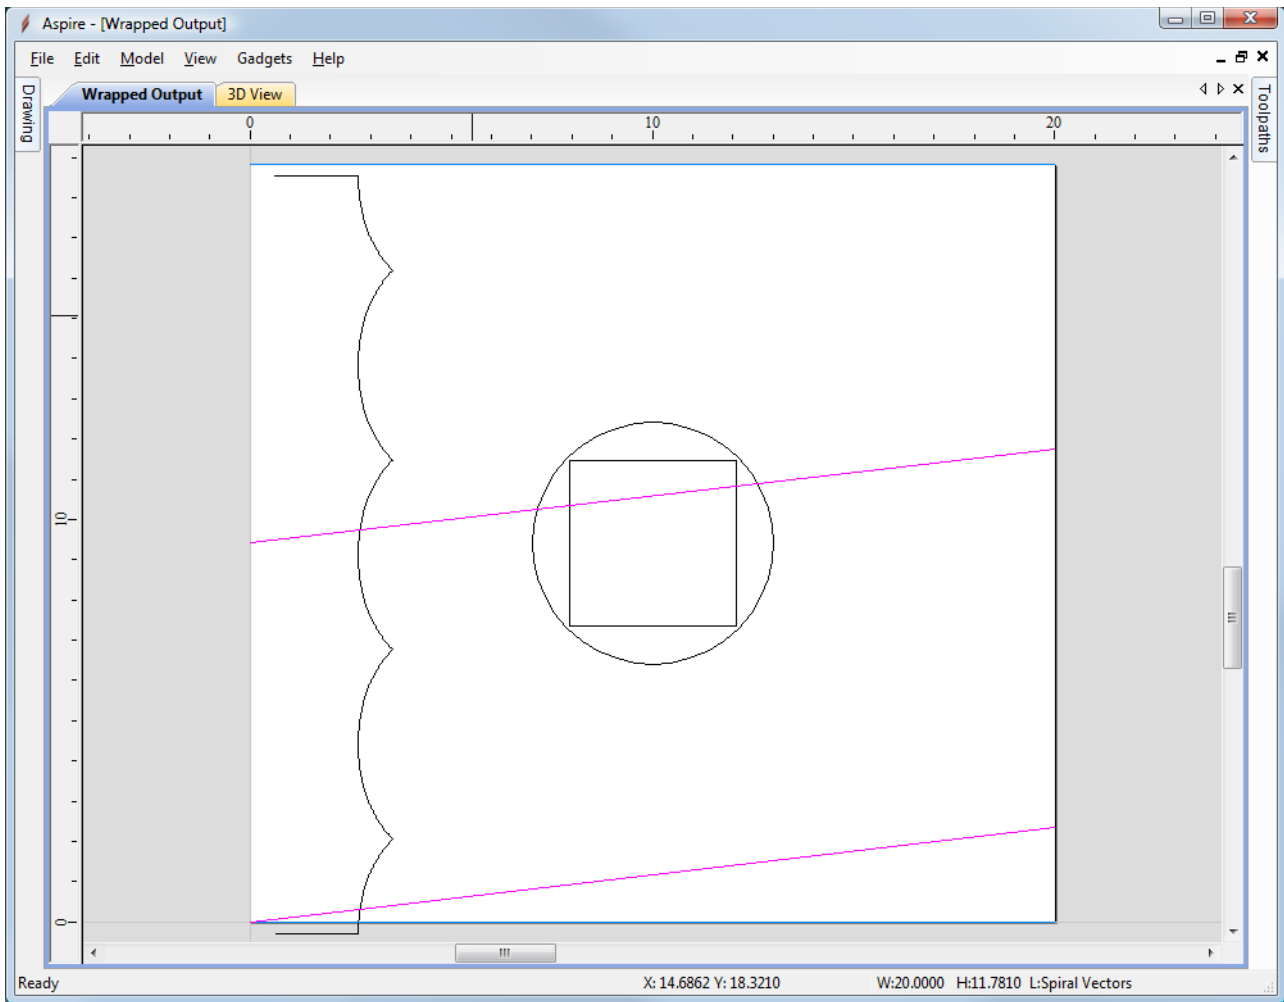 Aspire - [Wrapped Output]
File Edit Model View Gadgets Help
Drawing
Wrapped Output 3D View
Toolpaths
0 10 20
10
0
Ready X: 14.6862 Y: 18.3210 W:20.0000 H:11.7810 L:Spiral Vectors